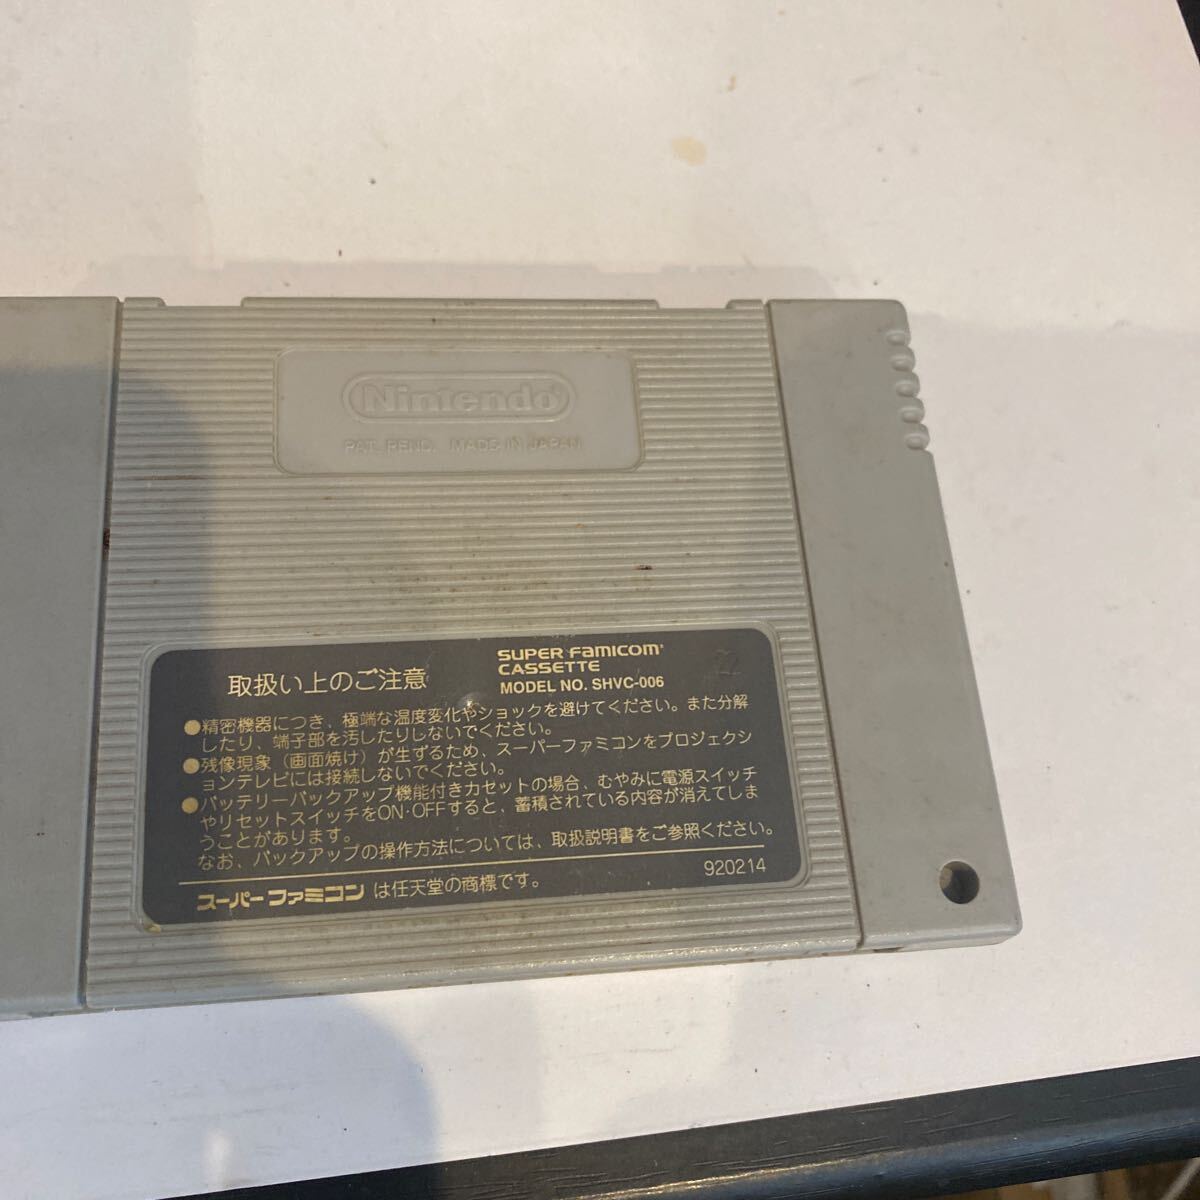 Nintendo
PAT. PEND. MADE IN JAPAN
取扱い上のご注意
SUPER FAMICOM
CASSETTE
MODEL NO. SHVC-006
●精密機器につき、極端な温度変化やショックを避けてください。また分解
したり、端子部を汚したりしないでください。
●残像現象（画面焼け）が生ずるため、スーパーファミコンをプロジェクシ
ョンテレビには接続しないでください。
●バッテリーバックアップ機能付きカセットの場合、むやみに電源スイッチ
やリセットスイッチをON・OFFすると、蓄積されている内容が消えてしま
うことがあります。
なお、バックアップの操作方法については、取扱説明書をご参照ください。
スーパーファミコン は任天堂の商標です。
920214